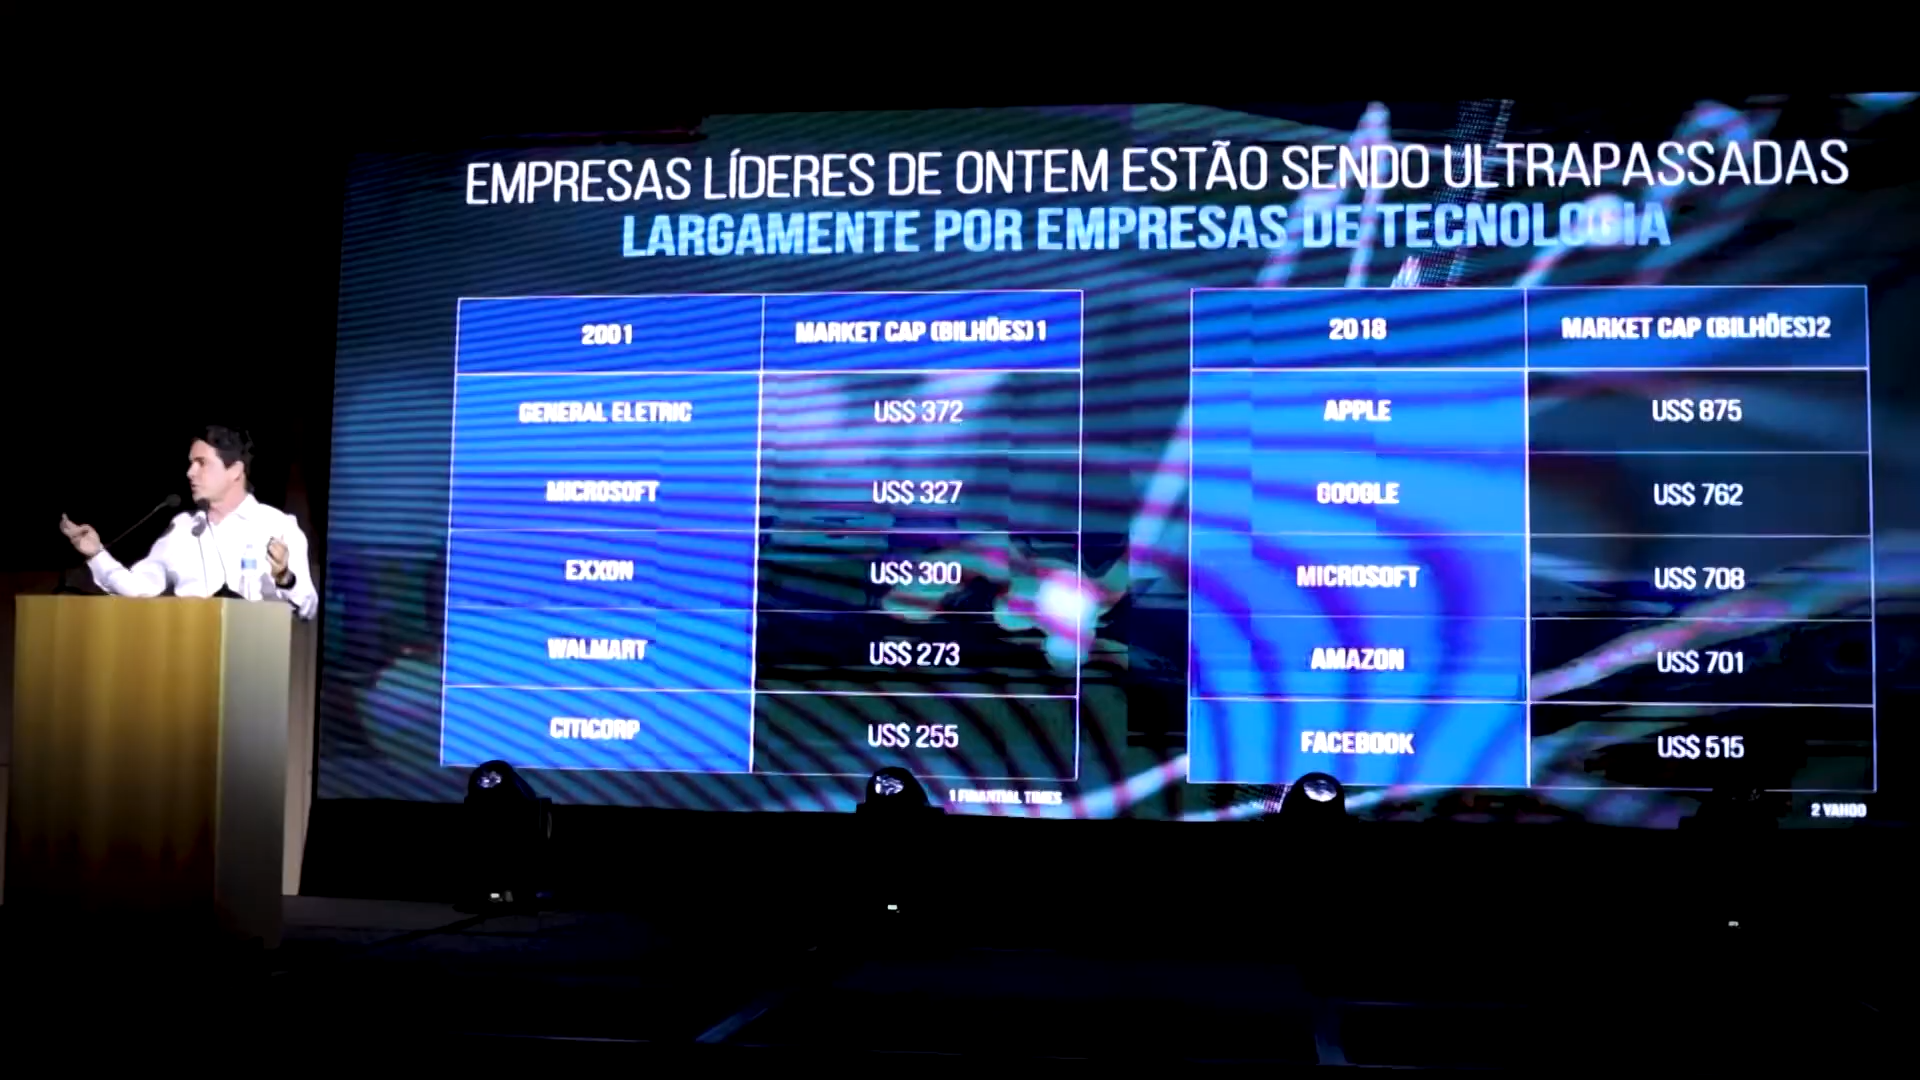 EMPRESAS LÍDERES DE ONTEM ESTÃO SENDO ULTRAPASSADAS
LARGAMENTE POR EMPRESAS DE TECNOLOGIA
2001 MARKET CAP (BILHÕES)1
GENERAL ELETRIC US$ 372
MICROSOFT US$ 327
EXXON US$ 300
WALMART US$ 273
CITICORP US$ 255
1 FINANTIAL TIMES
2018 MARKET CAP (BILHÕES)2
APPLE US$ 875
GOOGLE US$ 762
MICROSOFT US$ 708
AMAZON US$ 701
FACEBOOK US$ 515
2 YAHOO